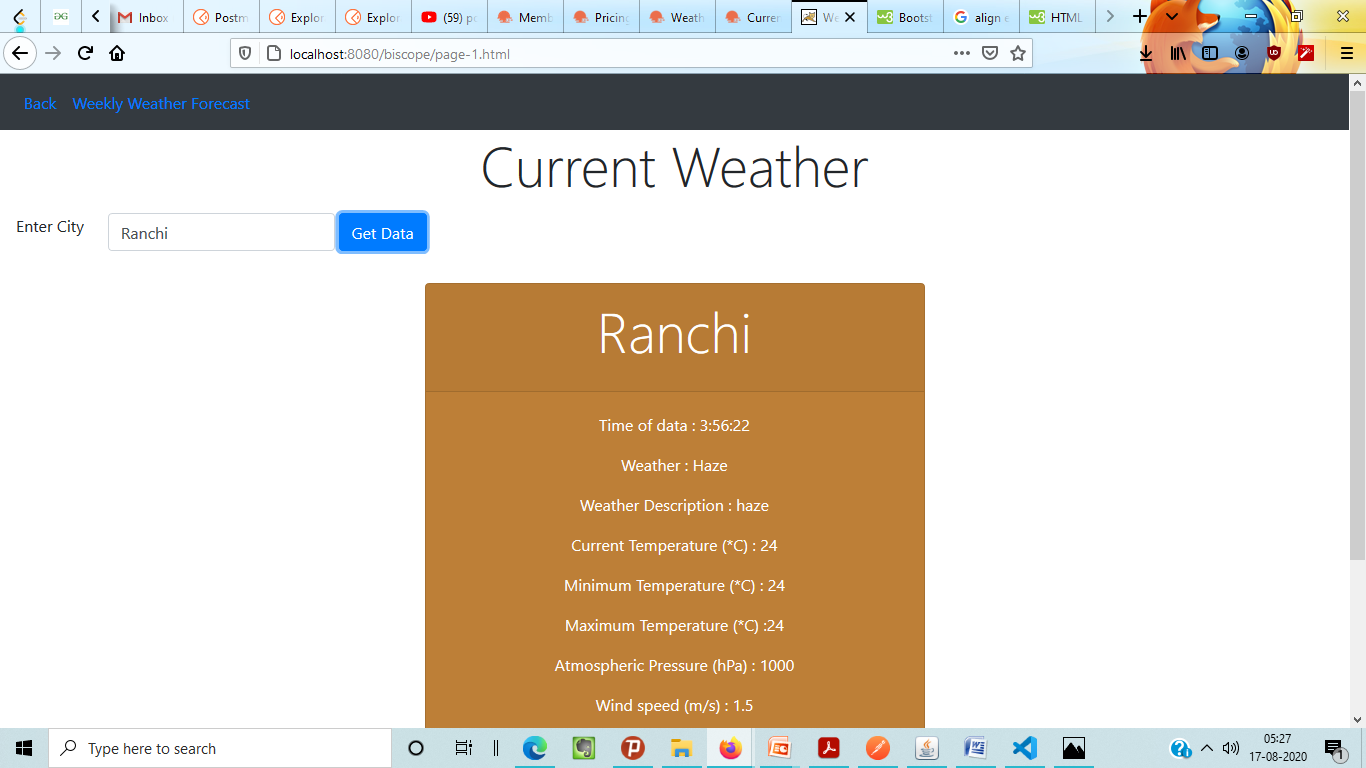 Inbox
Postm
Explor
Explor
(59) p
Memb
Pricing
Weath
Curren
We
Bootst
align e
HTML
localhost:8080/biscope/page-1.html
Back Weekly Weather Forecast
Current Weather
Enter City Ranchi Get Data
Ranchi
Time of data : 3:56:22
Weather : Haze
Weather Description : haze
Current Temperature (*C) : 24
Minimum Temperature (*C) : 24
Maximum Temperature (*C) :24
Atmospheric Pressure (hPa) : 1000
Wind speed (m/s) : 1.5
Type here to search
05:27
17-08-2020
1